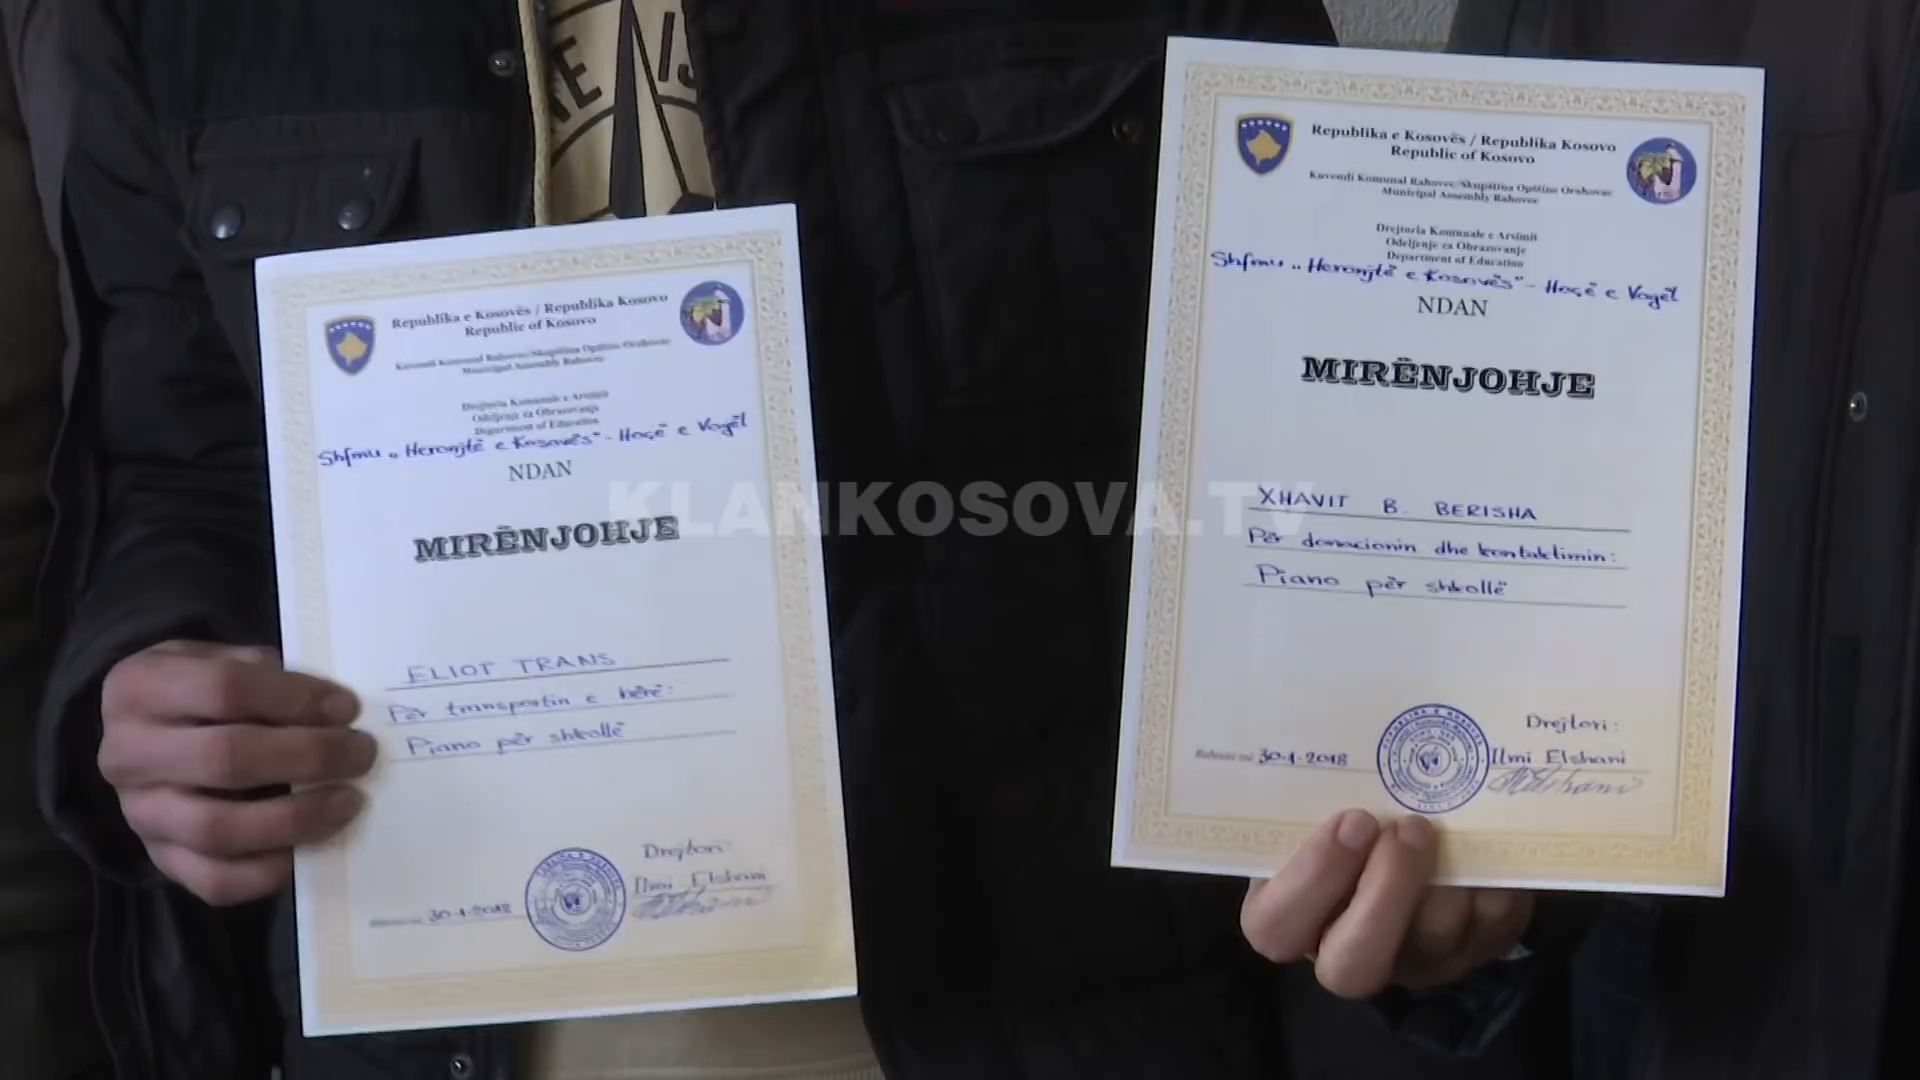 Republika e Kosovës / Republika Kosovo
Republic of Kosovo
Kuvendi Komunal Rahovec/Skupština Opštine Orahovac
Municipal Assembly Rahovec
Drejtoria Komunale e Arsimit
Odeljenje za Obrazovanje
Department of Education
Shfmu „Heronjtë e Kosovës" - Hoçë e Vogël
NDAN
MIRËNJOHJE
ELIOT TRANS
Për transportin e bërë:
Piano për shkollë
Drejtori:
Ilmi Elshani
30-1-2018
Republika e Kosovës / Republika Kosovo
Republic of Kosovo
Kuvendi Komunal Rahovec/Skupština Opštine Orahovac
Municipal Assembly Rahovec
Drejtoria Komunale e Arsimit
Odeljenje za Obrazovanje
Department of Education
Shfmu „Heronjtë e Kosovës" - Hoçë e Vogël
NDAN
MIRËNJOHJE
XHAVIT B. BERISHA
Për donacionin dhe kontaktimin:
Piano për shkollë
Drejtori:
Ilmi Elshani
Rahovec më 30-1-2018
KLANKOSOVA.TV